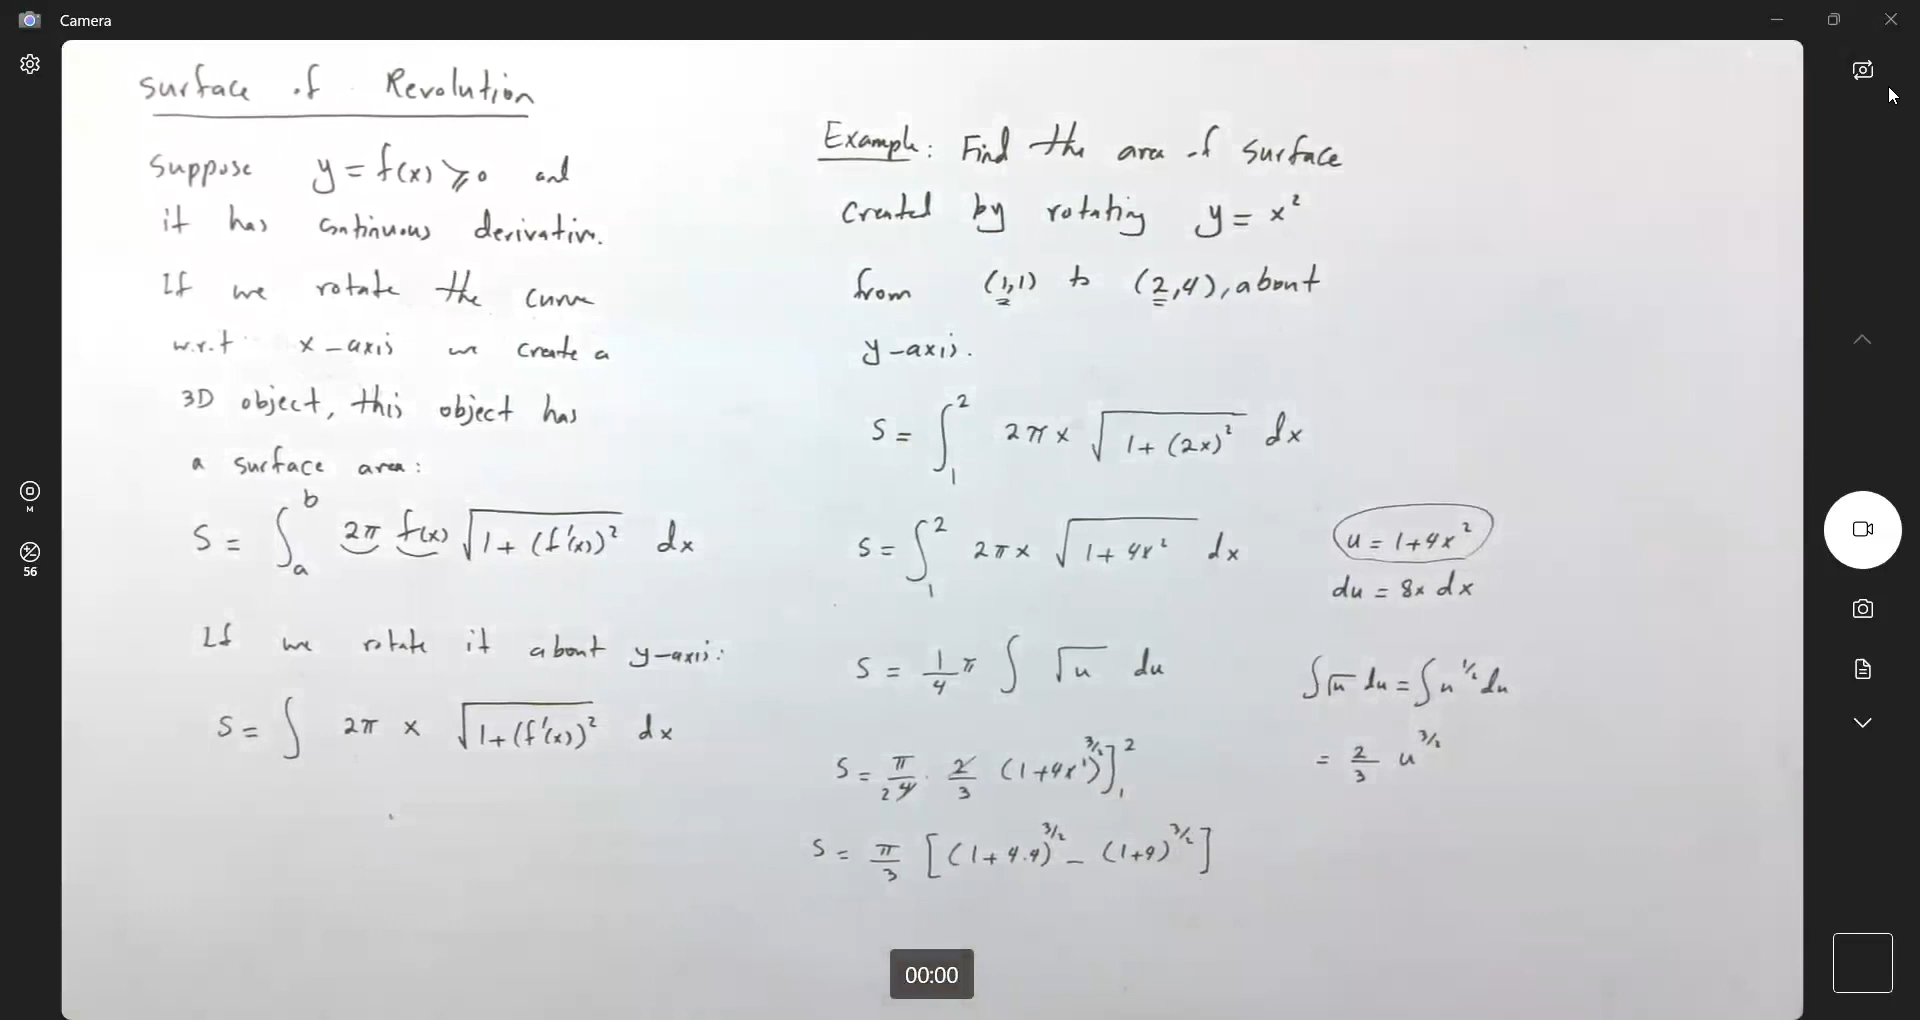 Camera
Surface of Revolution
Suppose y = f(x) ≥ 0 and
it has continuous derivative.
If we rotate the curve
w.r.t x-axis we create a
3D object, this object has
a surface area:
S = ∫_a^b 2π f(x) √(1 + (f'(x))²) dx
If we rotate it about y-axis:
S = ∫ 2π x √(1+(f'(x))²) dx
Example: Find the area of surface
created by rotating y = x²
from (1,1) to (2,4), about
y-axis.
S = ∫_1^2 2π x √(1 + (2x)²) dx
S = ∫_1^2 2π x √(1 + 4x²) dx
u = 1+4x²
du = 8x dx
S = 1/4 π ∫ √u du
∫√u du = ∫u^(1/2) du
= 2/3 u^(3/2)
S = π/4 · 2/3 (1+4x²)^(3/2)]_1^2
S = π/3 [(1+4.4)^(3/2) - (1+4)^(3/2)]
M
56
00:00